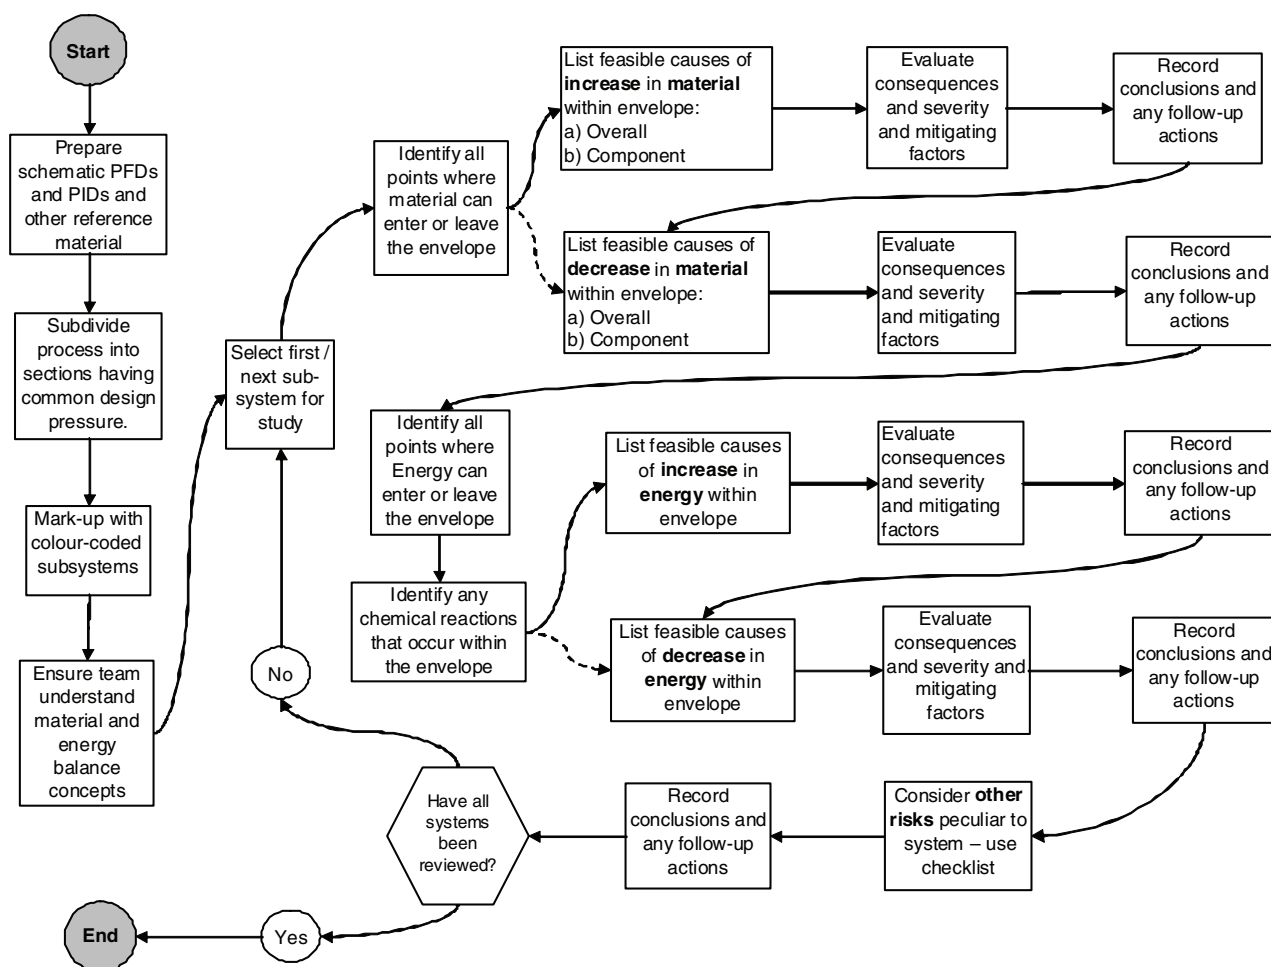 Start
Prepare
schematic PFDs
and PIDs and
other reference
material
Subdivide
process into
sections having
common design
pressure.
Mark-up with
colour-coded
subsystems
Ensure team
understand
material and
energy
balance
concepts
Select first /
next sub-
system for
study
Identify all
points where
material can
enter or leave
the envelope
List feasible causes of
increase in material
within envelope:
a) Overall
b) Component
Evaluate
consequences
and severity
and mitigating
factors
Record
conclusions and
any follow-up
actions
List feasible causes of
decrease in material
within envelope:
a) Overall
b) Component
Evaluate
consequences
and severity
and mitigating
factors
Record
conclusions and
any follow-up
actions
Identify all
points where
Energy can
enter or leave
the envelope
Identify any
chemical reactions
that occur within
the envelope
List feasible causes
of increase in
energy within
envelope
Evaluate
consequences
and severity
and mitigating
factors
Record
conclusions and
any follow-up
actions
List feasible causes
of decrease in
energy within
envelope
Evaluate
consequences
and severity and
mitigating
factors
Record
conclusions and
any follow-up
actions
Consider other
risks peculiar to
system – use
checklist
Record
conclusions and
any follow-up
actions
Have all
systems
been
reviewed?
No
Yes
End